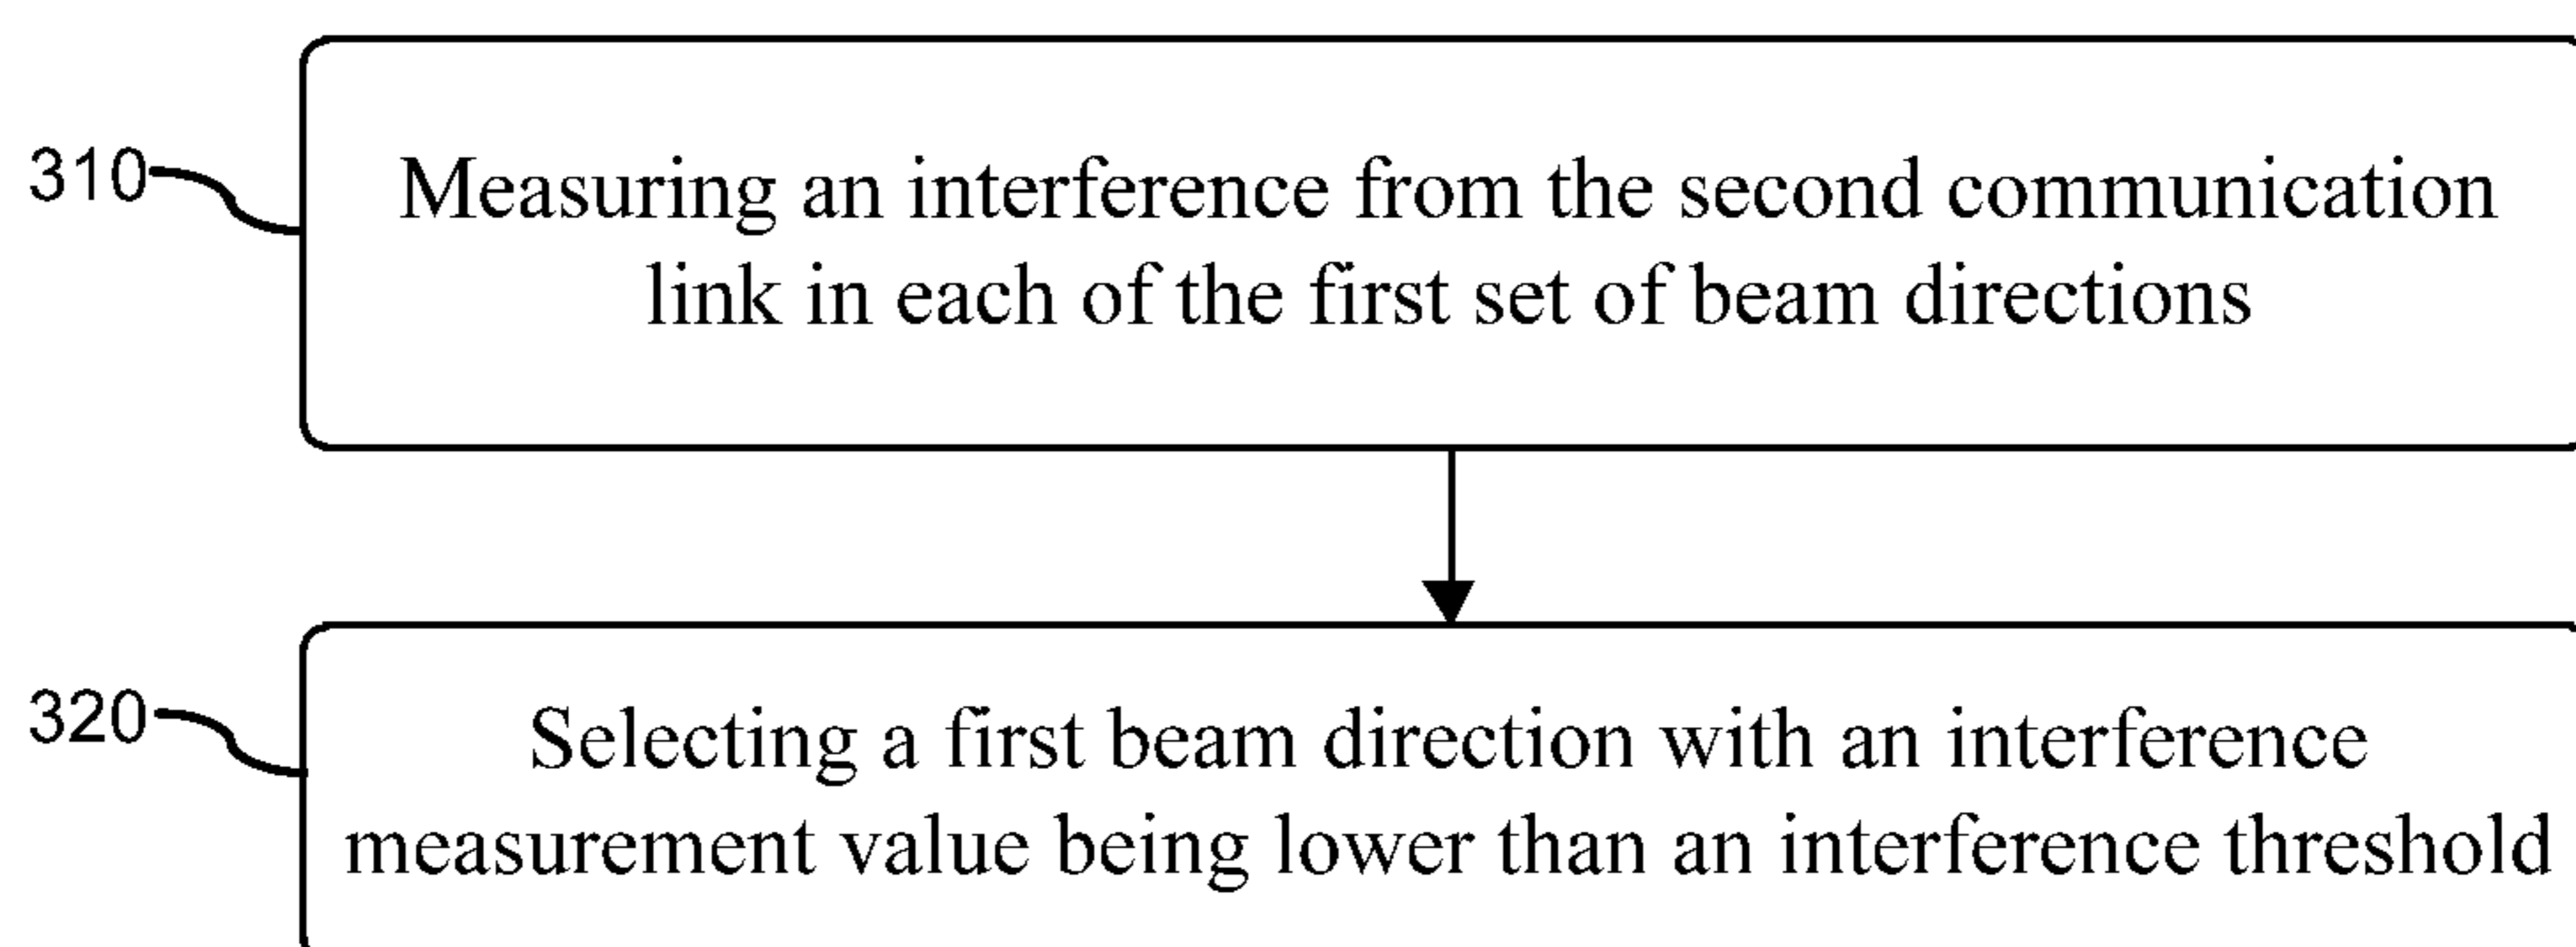 310
Measuring an interference from the second communication
link in each of the first set of beam directions
320
Selecting a first beam direction with an interference
measurement value being lower than an interference threshold